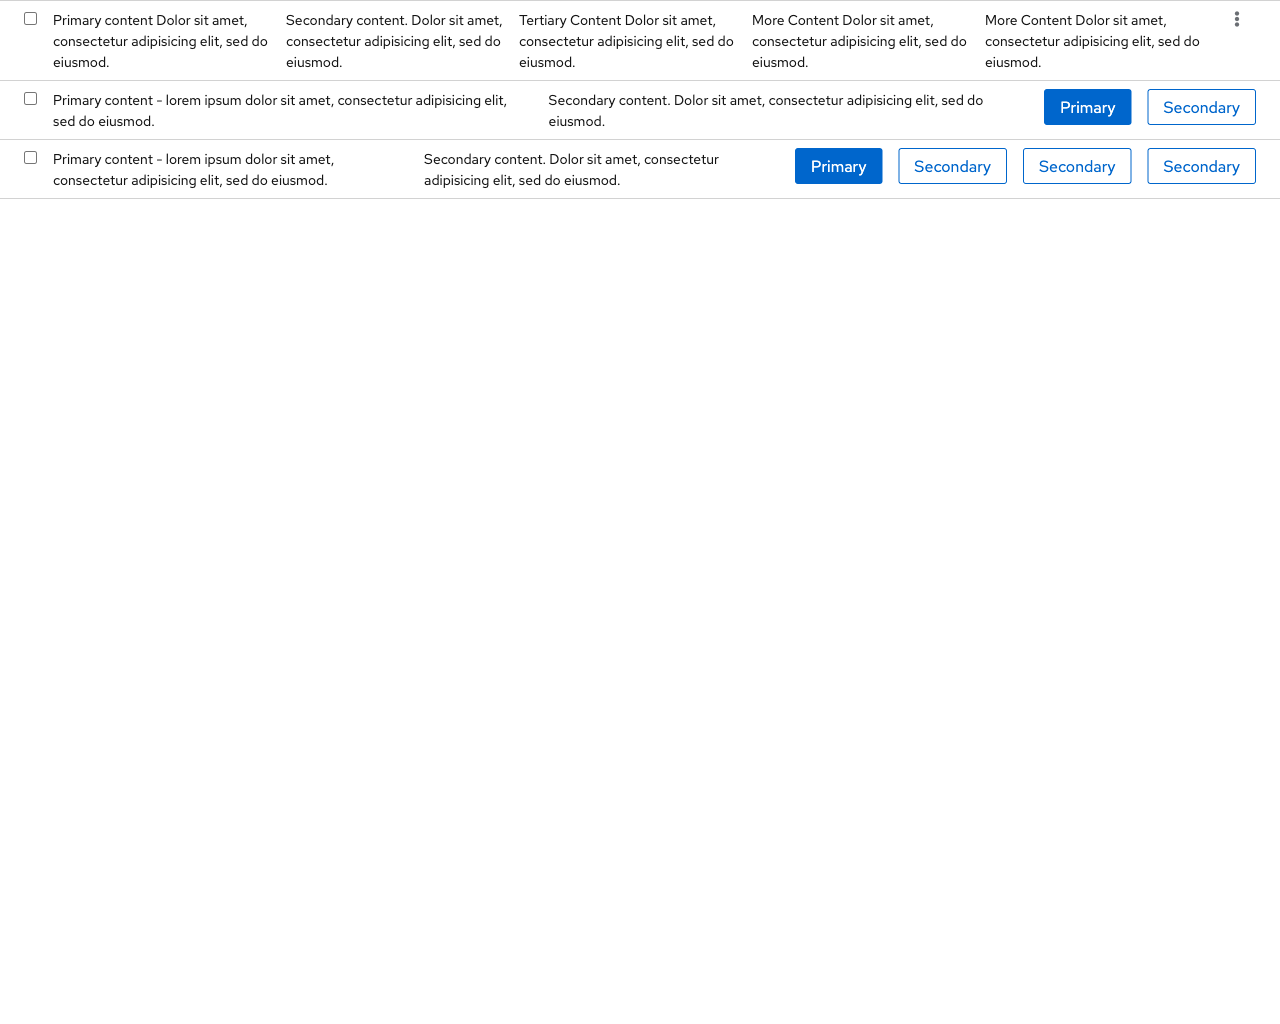 Primary content Dolor sit amet,
consectetur adipisicing elit, sed do
eiusmod.
Secondary content. Dolor sit amet,
consectetur adipisicing elit, sed do
eiusmod.
Tertiary Content Dolor sit amet,
consectetur adipisicing elit, sed do
eiusmod.
More Content Dolor sit amet,
consectetur adipisicing elit, sed do
eiusmod.
More Content Dolor sit amet,
consectetur adipisicing elit, sed do
eiusmod.
Primary content - lorem ipsum dolor sit amet, consectetur adipisicing elit,
sed do eiusmod.
Secondary content. Dolor sit amet, consectetur adipisicing elit, sed do
eiusmod.
Primary
Secondary
Primary content - lorem ipsum dolor sit amet,
consectetur adipisicing elit, sed do eiusmod.
Secondary content. Dolor sit amet, consectetur
adipisicing elit, sed do eiusmod.
Primary
Secondary
Secondary
Secondary